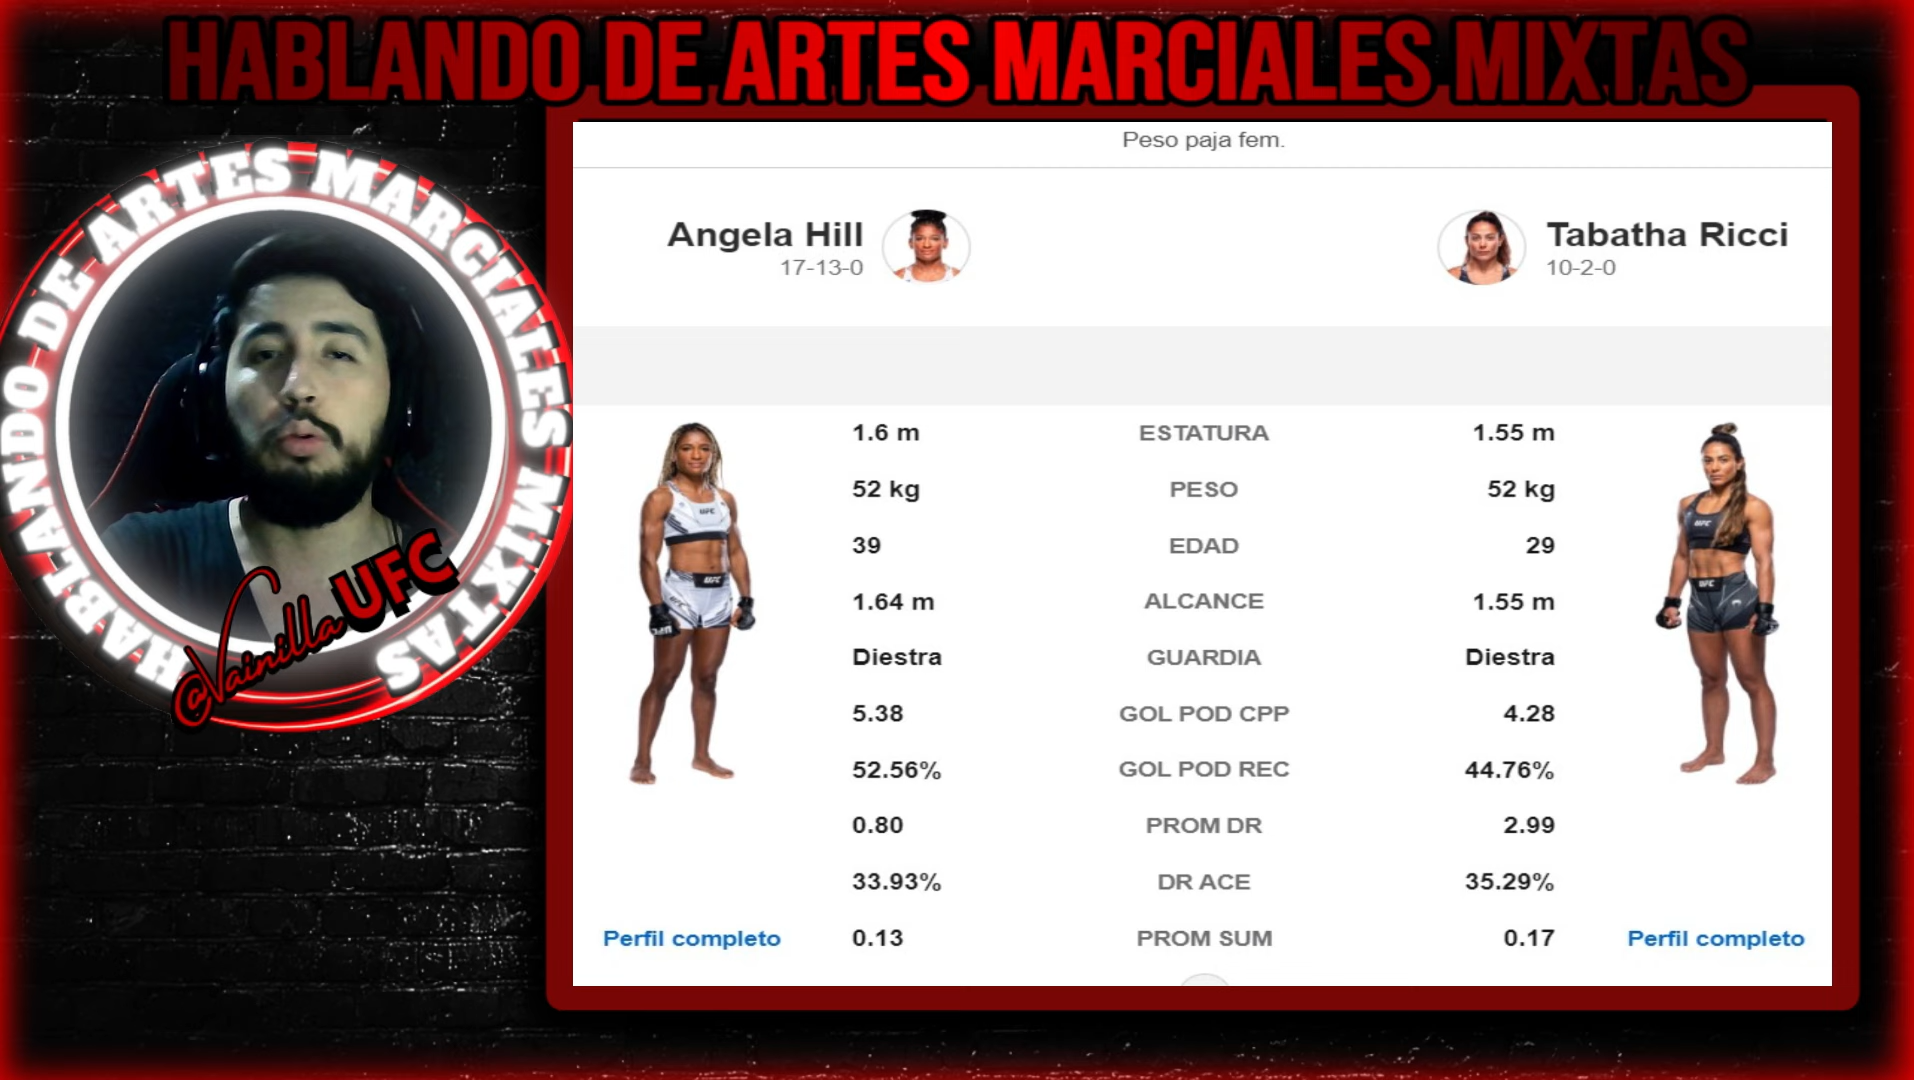 HABLANDO DE ARTES MARCIALES MIXTAS
HABLANDO DE ARTES MARCIALES MIXTAS
@Vainilla UFC
Peso paja fem.
Angela Hill
17-13-0
Tabatha Ricci
10-2-0
1.6 m ESTATURA 1.55 m
52 kg PESO 52 kg
39 EDAD 29
1.64 m ALCANCE 1.55 m
Diestra GUARDIA Diestra
5.38 GOL POD CPP 4.28
52.56% GOL POD REC 44.76%
0.80 PROM DR 2.99
33.93% DR ACE 35.29%
Perfil completo 0.13 PROM SUM 0.17 Perfil completo
UFC
UFC
UFC
UFC